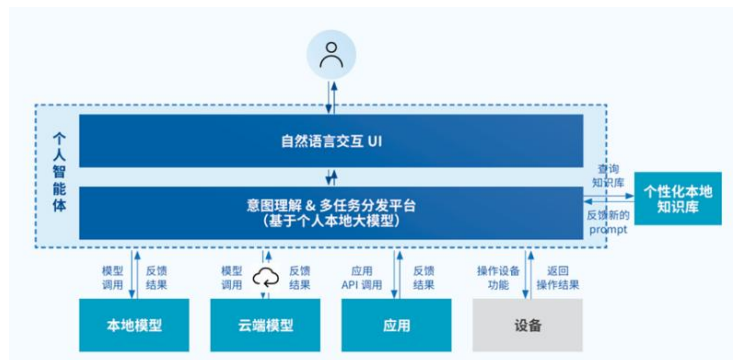 个人智能体
自然语言交互 UI
意图理解 & 多任务分发平台
(基于个人本地大模型)
查询
知识库
反馈新的
prompt
个性化本地
知识库
模型
调用
反馈
结果
模型
调用
反馈
结果
应用
API 调用
反馈
结果
操作设备
功能
返回
操作结果
本地模型
云端模型
应用
设备